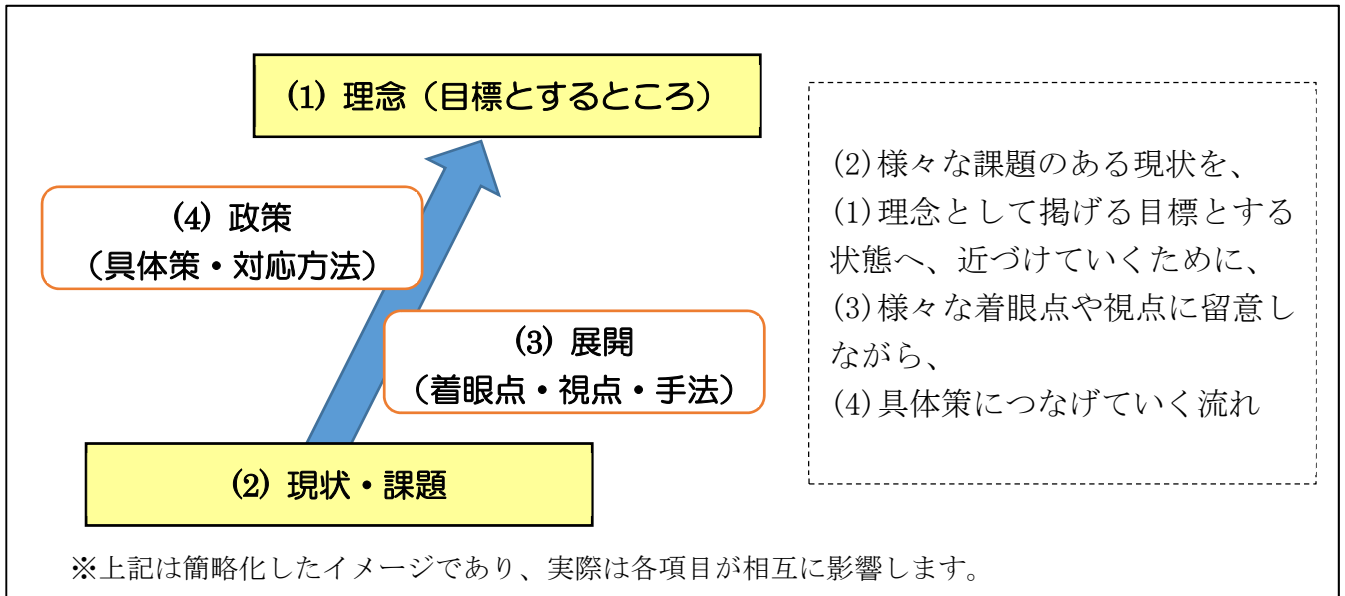 (1) 理念（目標とするところ）
(4) 政策
（具体策・対応方法）
(3) 展開
（着眼点・視点・手法）
(2) 現状・課題
(2)様々な課題のある現状を、
(1)理念として掲げる目標とする
状態へ、近づけていくために、
(3)様々な着眼点や視点に留意し
ながら、
(4)具体策につなげていく流れ
※上記は簡略化したイメージであり、実際は各項目が相互に影響します。